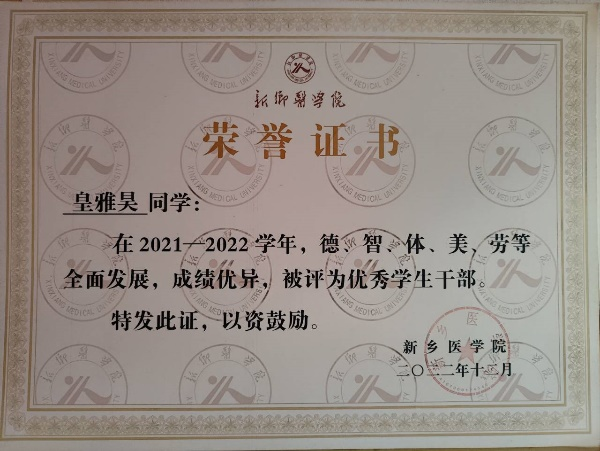 新乡医学院
荣誉证书
皇雅昊 同学：
在 2021—2022 学年，德、智、体、美、劳等
全面发展，成绩优异，被评为优秀学生干部。
特发此证，以资鼓励。
新乡医学院
二〇二二年十二月